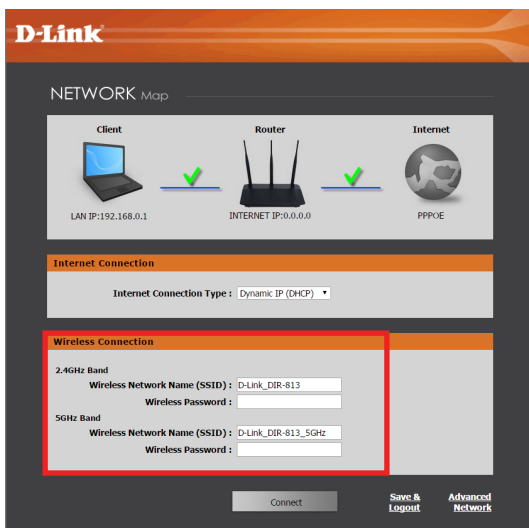 D-Link
NETWORK Map
Client Router Internet
LAN IP:192.168.0.1 INTERNET IP:0.0.0.0 PPPOE
Internet Connection
Internet Connection Type : Dynamic IP (DHCP)
Wireless Connection
2.4GHz Band
Wireless Network Name (SSID) : D-Link_DIR-813
Wireless Password :
5GHz Band
Wireless Network Name (SSID) : D-Link_DIR-813_5GHz
Wireless Password :
Connect
Save & Logout
Advanced Network